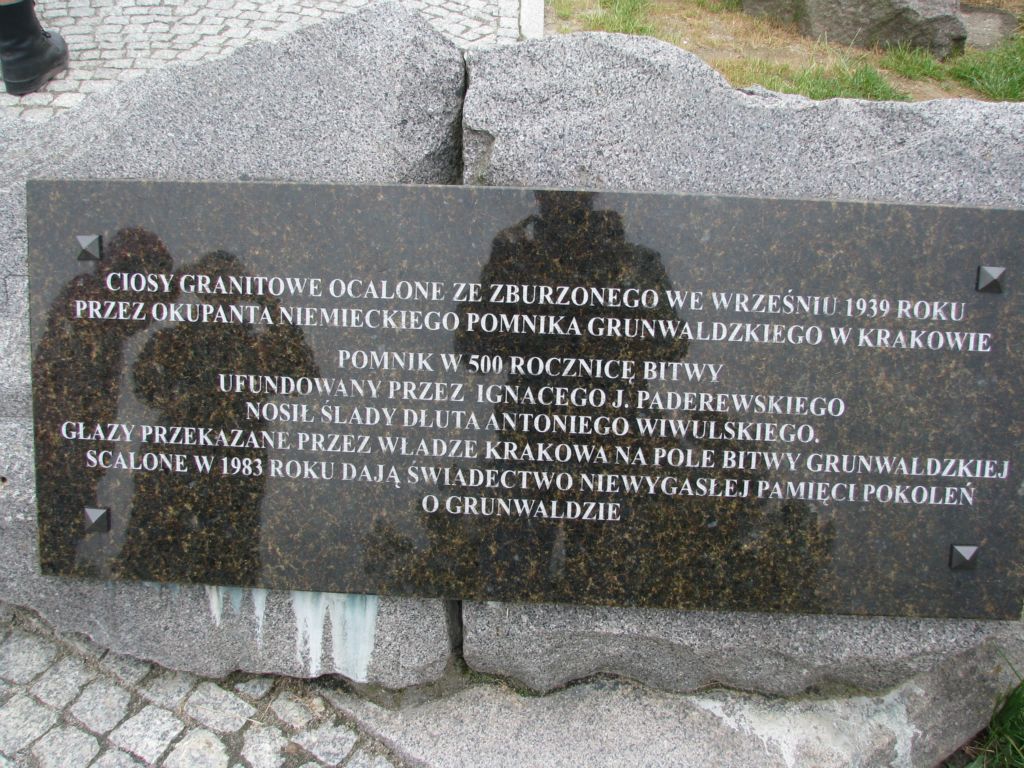 CIOSY GRANITOWE OCALONE ZE ZBURZONEGO WE WRZEŚNIU 1939 ROKU
PRZEZ OKUPANTA NIEMIECKIEGO POMNIKA GRUNWALDZKIEGO W KRAKOWIE
POMNIK W 500 ROCZNICĘ BITWY
UFUNDOWANY PRZEZ IGNACEGO J. PADEREWSKIEGO
NOSIŁ ŚLADY DŁUTA ANTONIEGO WIWULSKIEGO.
GŁAZY PRZEKAZANE PRZEZ WŁADZE KRAKOWA NA POLE BITWY GRUNWALDZKIEJ
SCALONE W 1983 ROKU DAJĄ ŚWIADECTWO NIEWYGASŁEJ PAMIĘCI POKOLEŃ
O GRUNWALDZIE